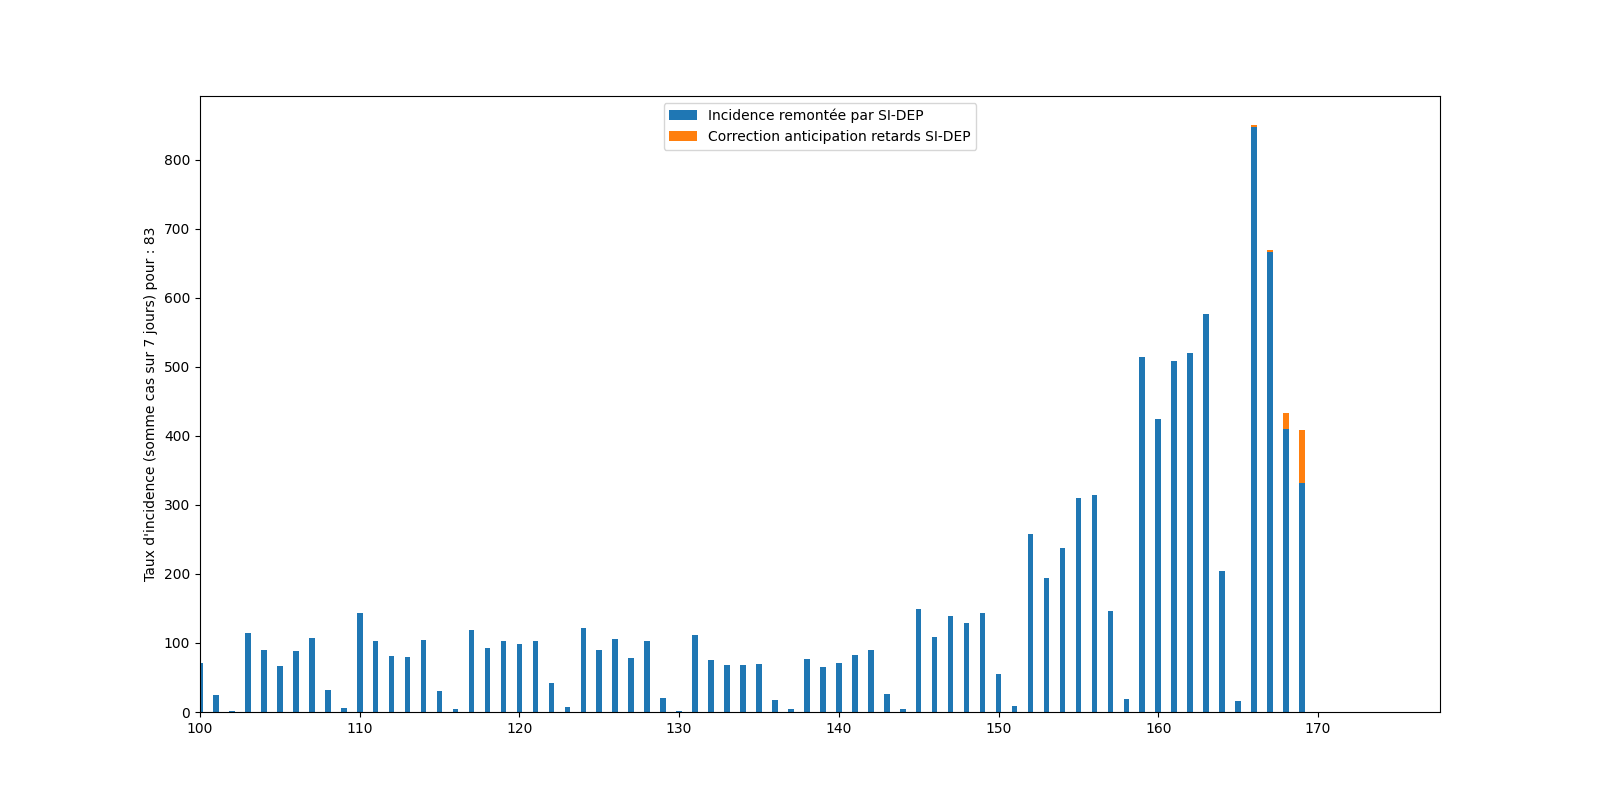 Incidence remontée par SI-DEP
Correction anticipation retards SI-DEP
Taux d'incidence (somme cas sur 7 jours) pour : 83
800
700
600
500
400
300
200
100
0
100 110 120 130 140 150 160 170